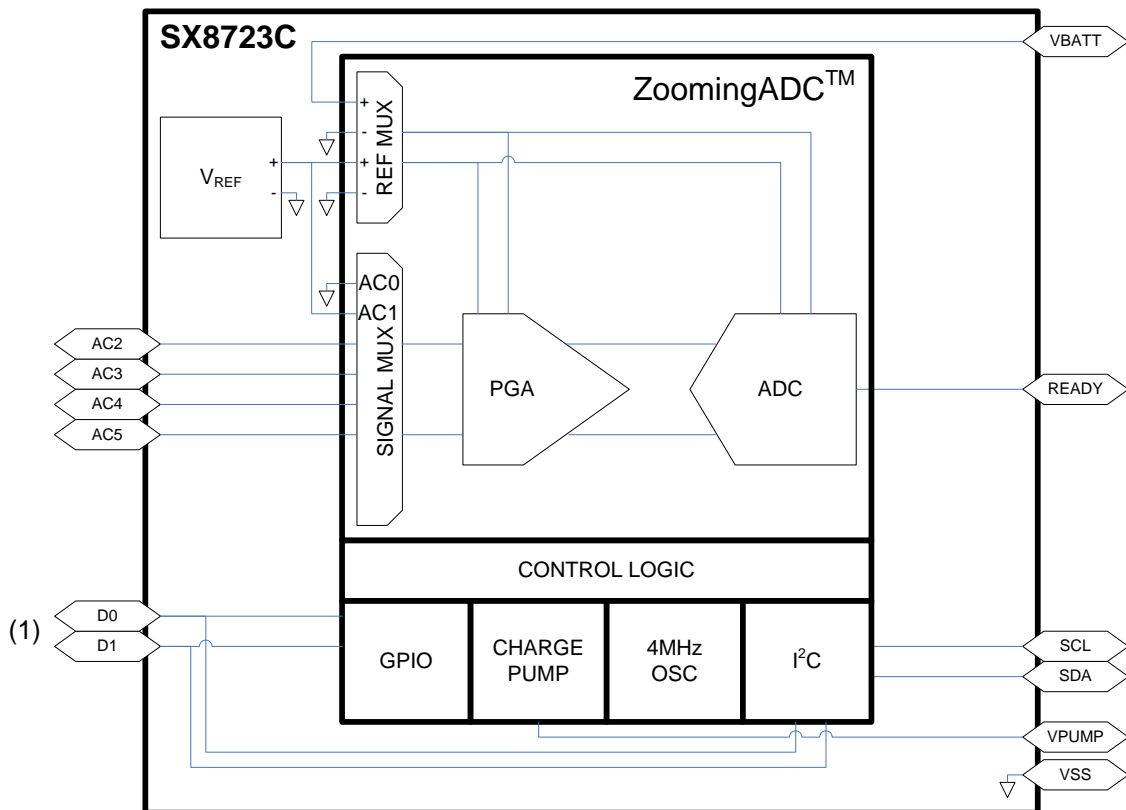 SX8723C
VBATT
ZoomingADC™
+
-
+
-
REF MUX
VREF
+
-
AC0
AC1
SIGNAL MUX
AC2
AC3
AC4
AC5
PGA
ADC
READY
CONTROL LOGIC
(1)
D0
D1
GPIO
CHARGE
PUMP
4MHz
OSC
I²C
SCL
SDA
VPUMP
VSS